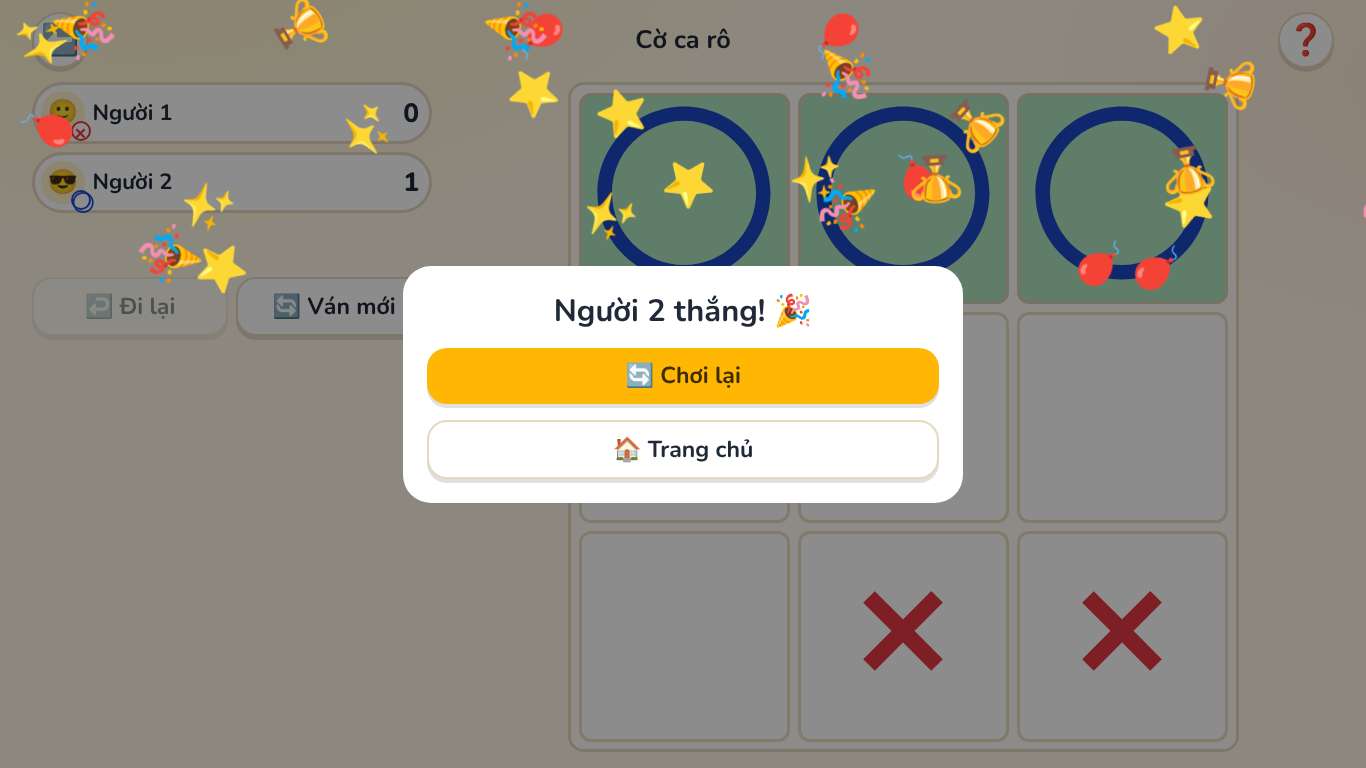 Cờ ca rô
❓
Người 1 0
Người 2 1
↩️ Đi lại
🔄 Ván mới
Người 2 thắng! 🎉
🔄 Chơi lại
🏠 Trang chủ